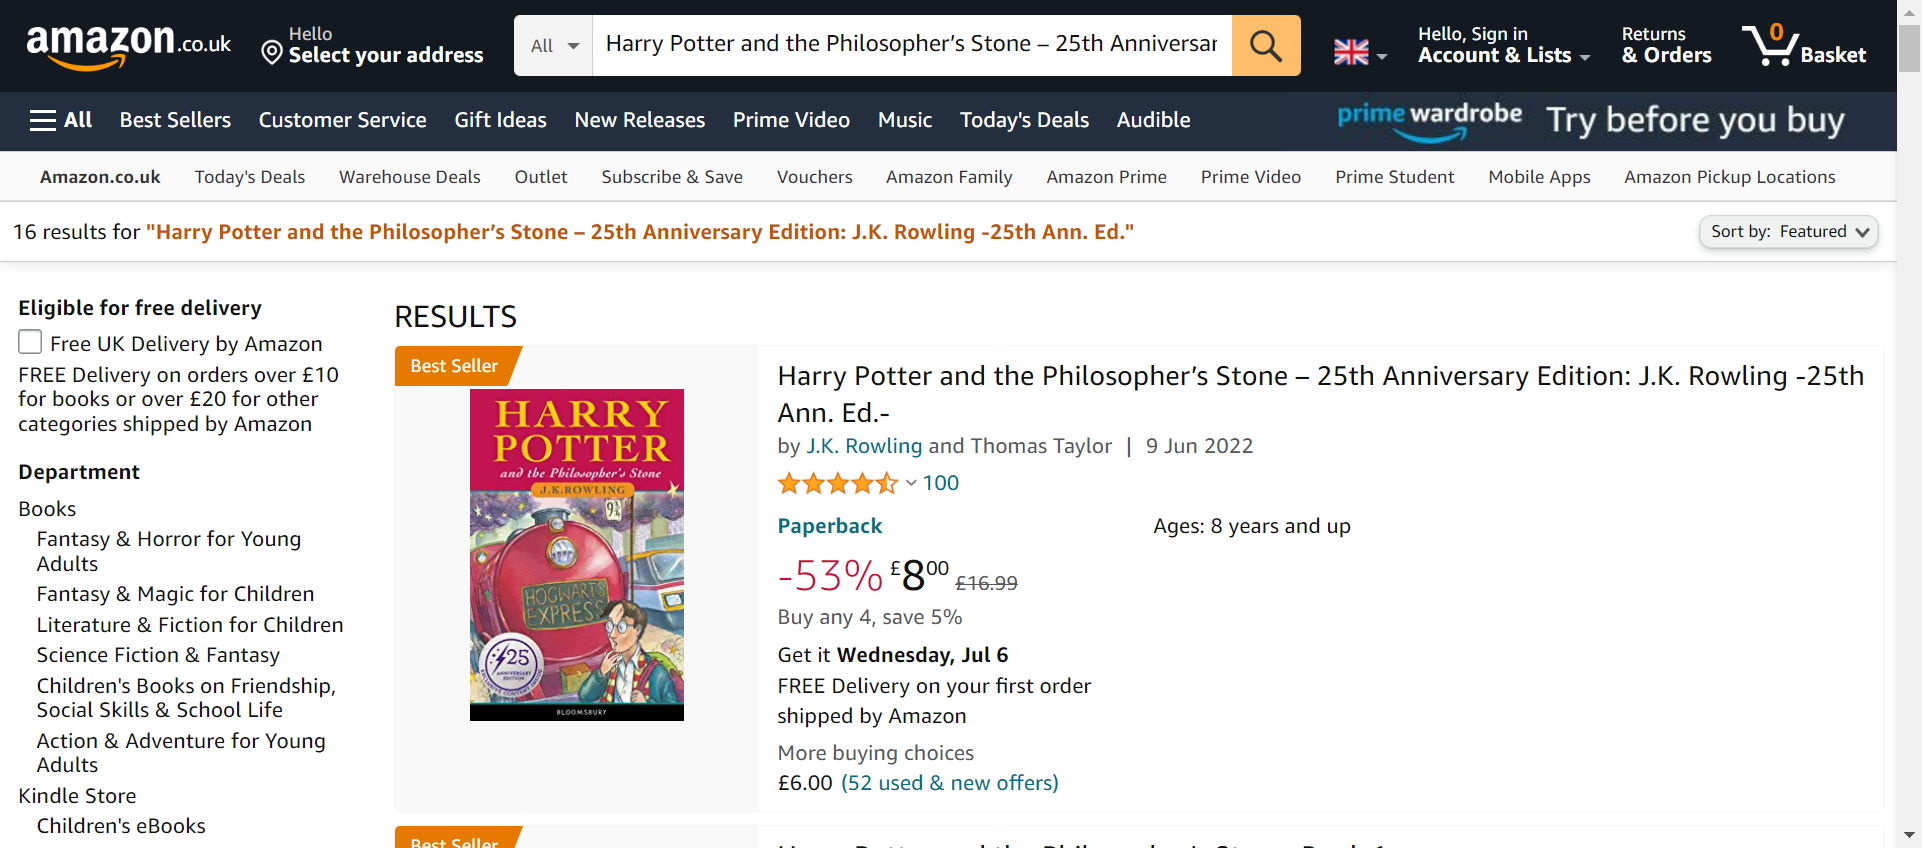 amazon.co.uk
Hello
Select your address
All
Harry Potter and the Philosopher's Stone – 25th Anniversar
Hello, Sign in
Account & Lists
Returns
& Orders
0
Basket
All
Best Sellers
Customer Service
Gift Ideas
New Releases
Prime Video
Music
Today's Deals
Audible
prime wardrobe
Try before you buy
Amazon.co.uk
Today's Deals
Warehouse Deals
Outlet
Subscribe & Save
Vouchers
Amazon Family
Amazon Prime
Prime Video
Prime Student
Mobile Apps
Amazon Pickup Locations
16 results for "Harry Potter and the Philosopher's Stone – 25th Anniversary Edition: J.K. Rowling -25th Ann. Ed."
Sort by: Featured
Eligible for free delivery
Free UK Delivery by Amazon
FREE Delivery on orders over £10
for books or over £20 for other
categories shipped by Amazon
Department
Books
Fantasy & Horror for Young
Adults
Fantasy & Magic for Children
Literature & Fiction for Children
Science Fiction & Fantasy
Children's Books on Friendship,
Social Skills & School Life
Action & Adventure for Young
Adults
Kindle Store
Children's eBooks
RESULTS
Best Seller
HARRY
POTTER
and the Philosopher's Stone
J.K.ROWLING
9¾
HOGWARTS
EXPRESS
25
ANNIVERSARY
EDITION
BLOOMSBURY
Harry Potter and the Philosopher's Stone – 25th Anniversary Edition: J.K. Rowling -25th
Ann. Ed.-
by J.K. Rowling and Thomas Taylor | 9 Jun 2022
100
Paperback
Ages: 8 years and up
-53% £800 £16.99
Buy any 4, save 5%
Get it Wednesday, Jul 6
FREE Delivery on your first order
shipped by Amazon
More buying choices
£6.00 (52 used & new offers)
Best Seller